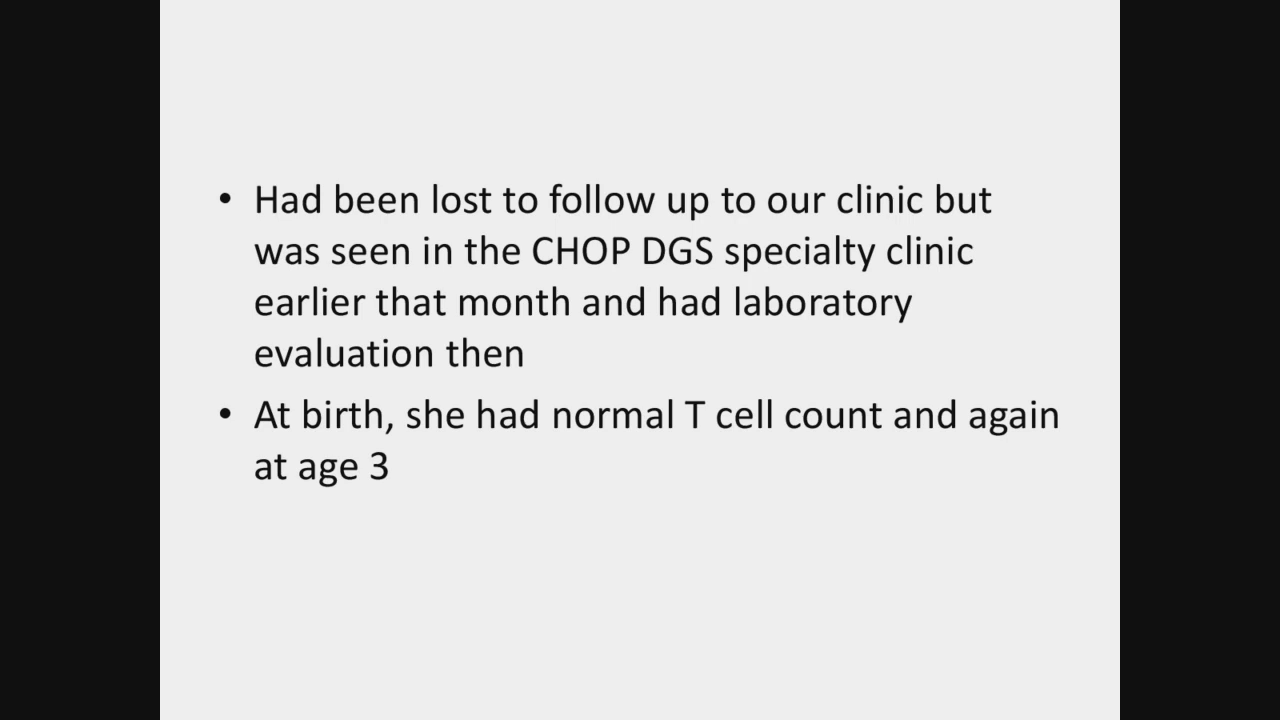 • Had been lost to follow up to our clinic but
was seen in the CHOP DGS specialty clinic
earlier that month and had laboratory
evaluation then
• At birth, she had normal T cell count and again
at age 3